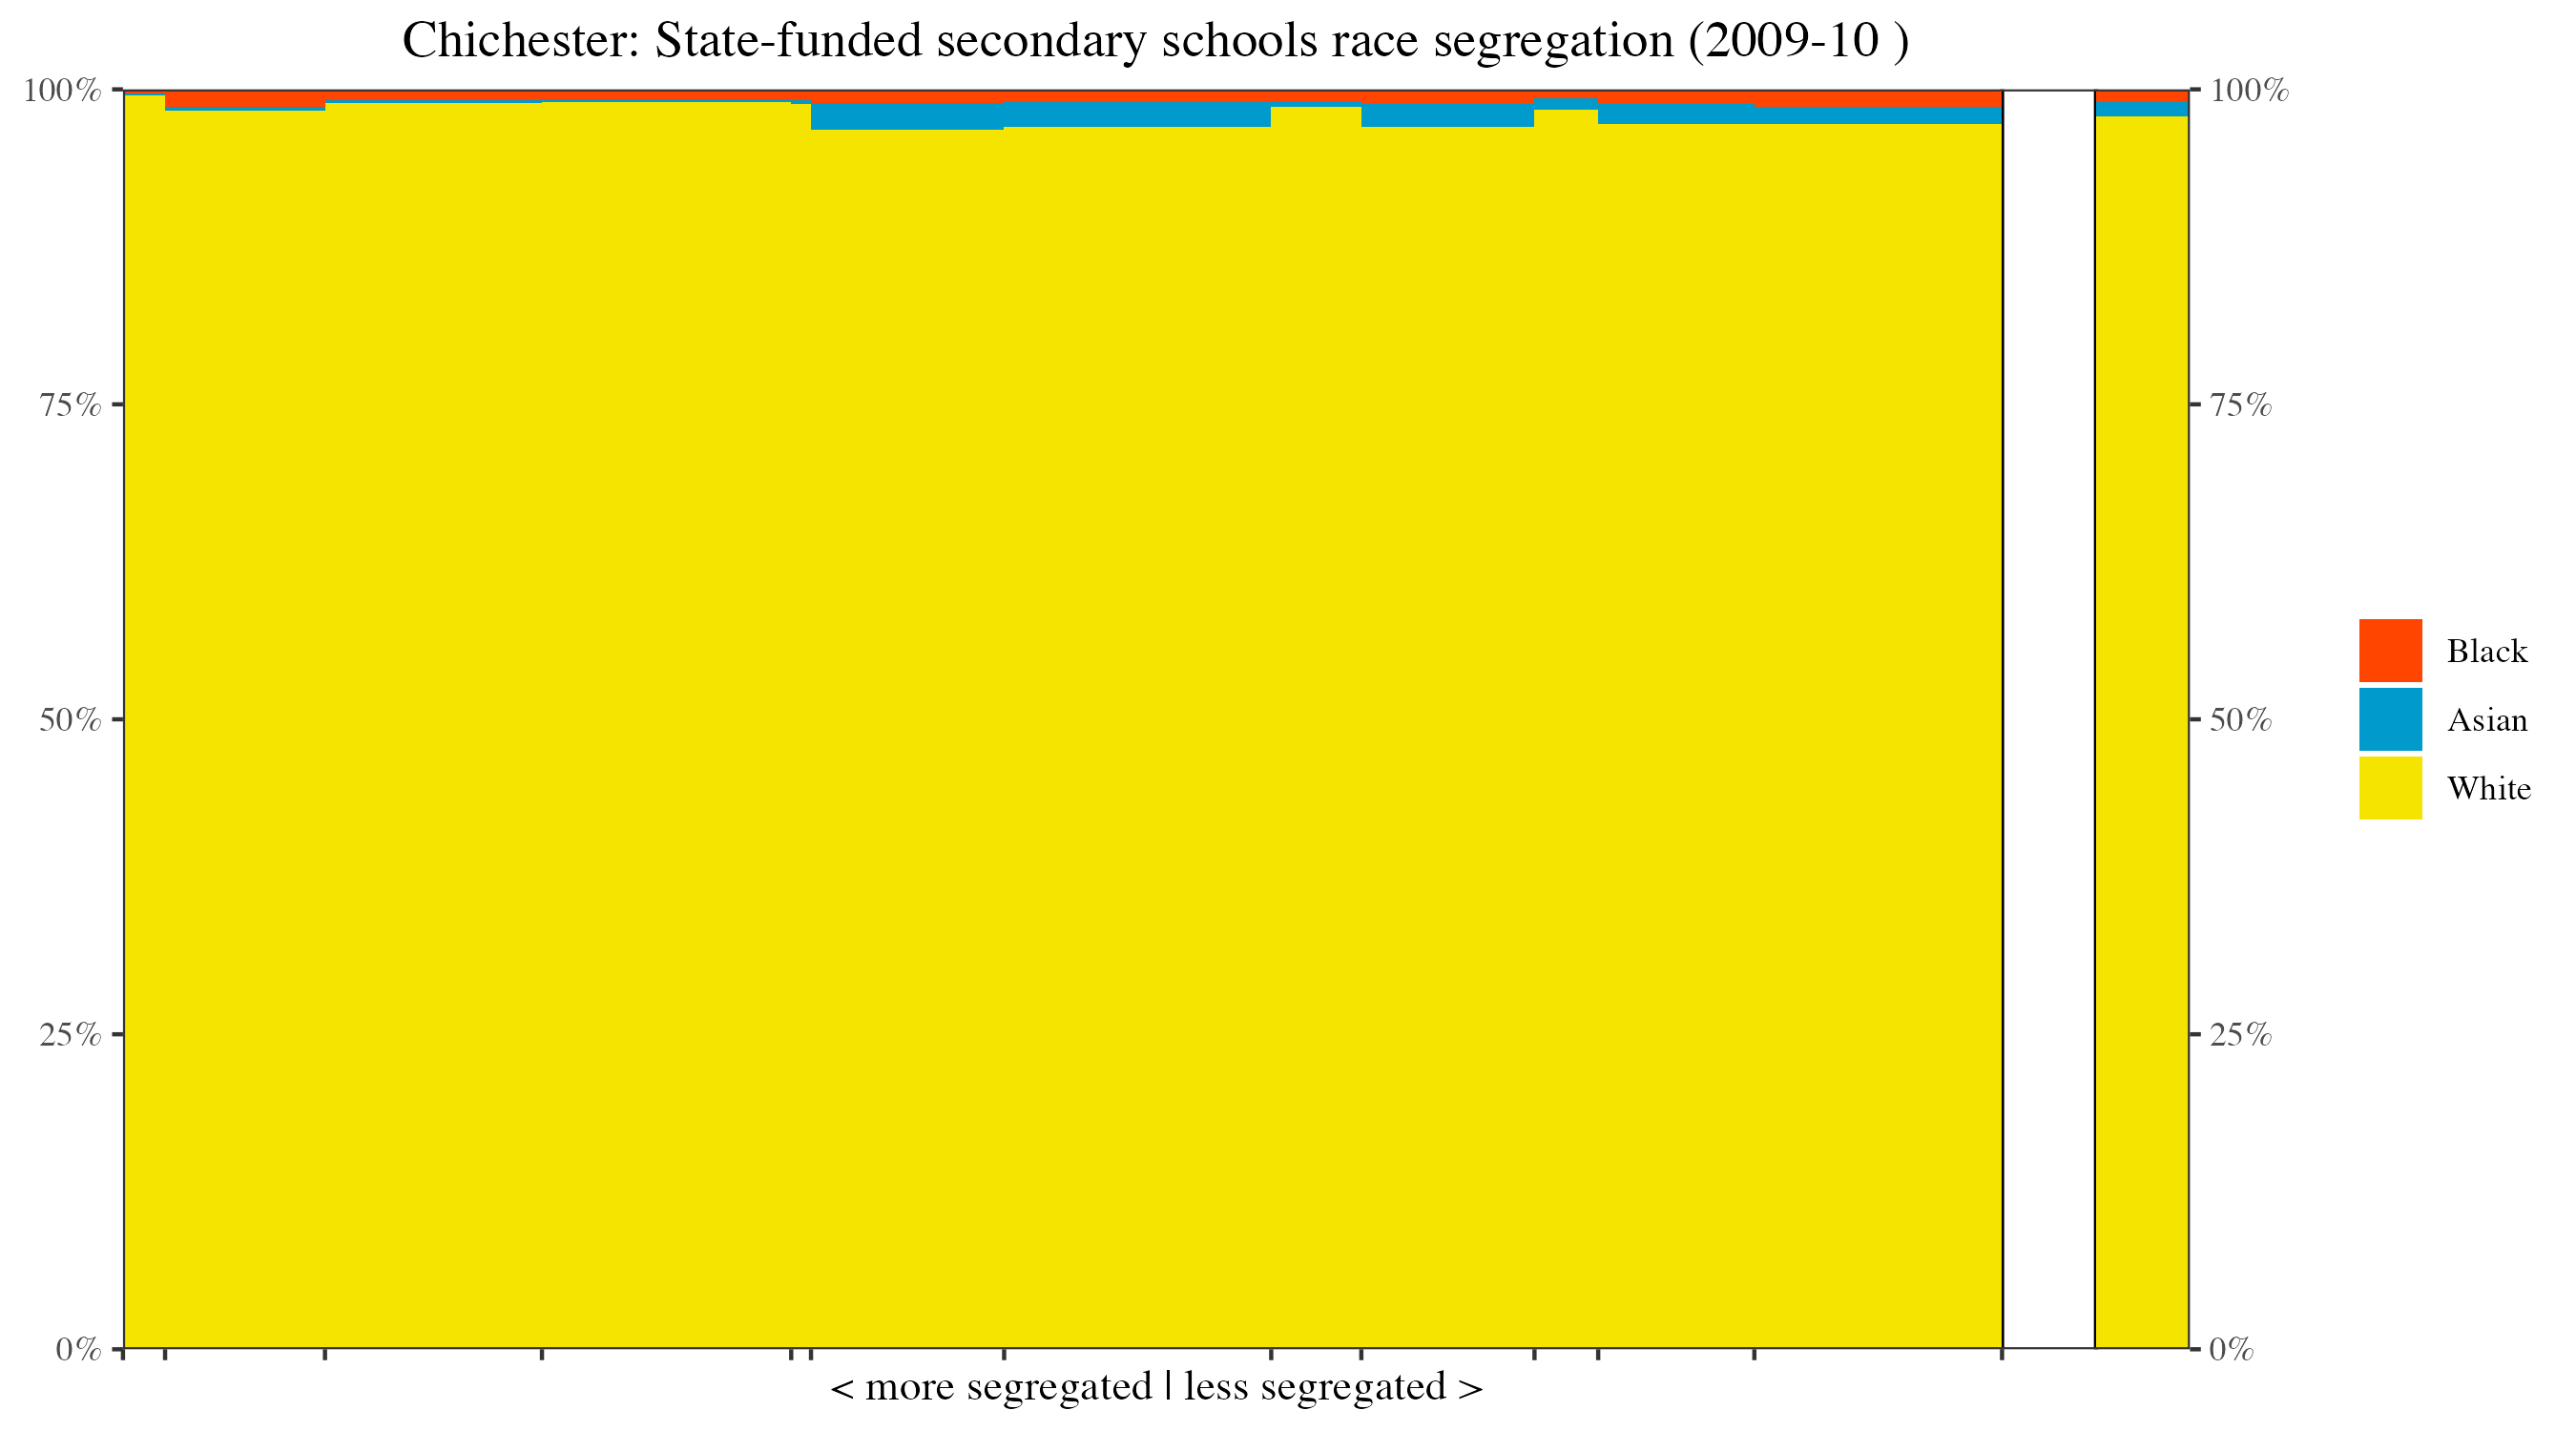 Chichester: State-funded secondary schools race segregation (2009-10 )
100%
75%
50%
25%
0%
100%
75%
50%
25%
0%
Black
Asian
White
< more segregated | less segregated >